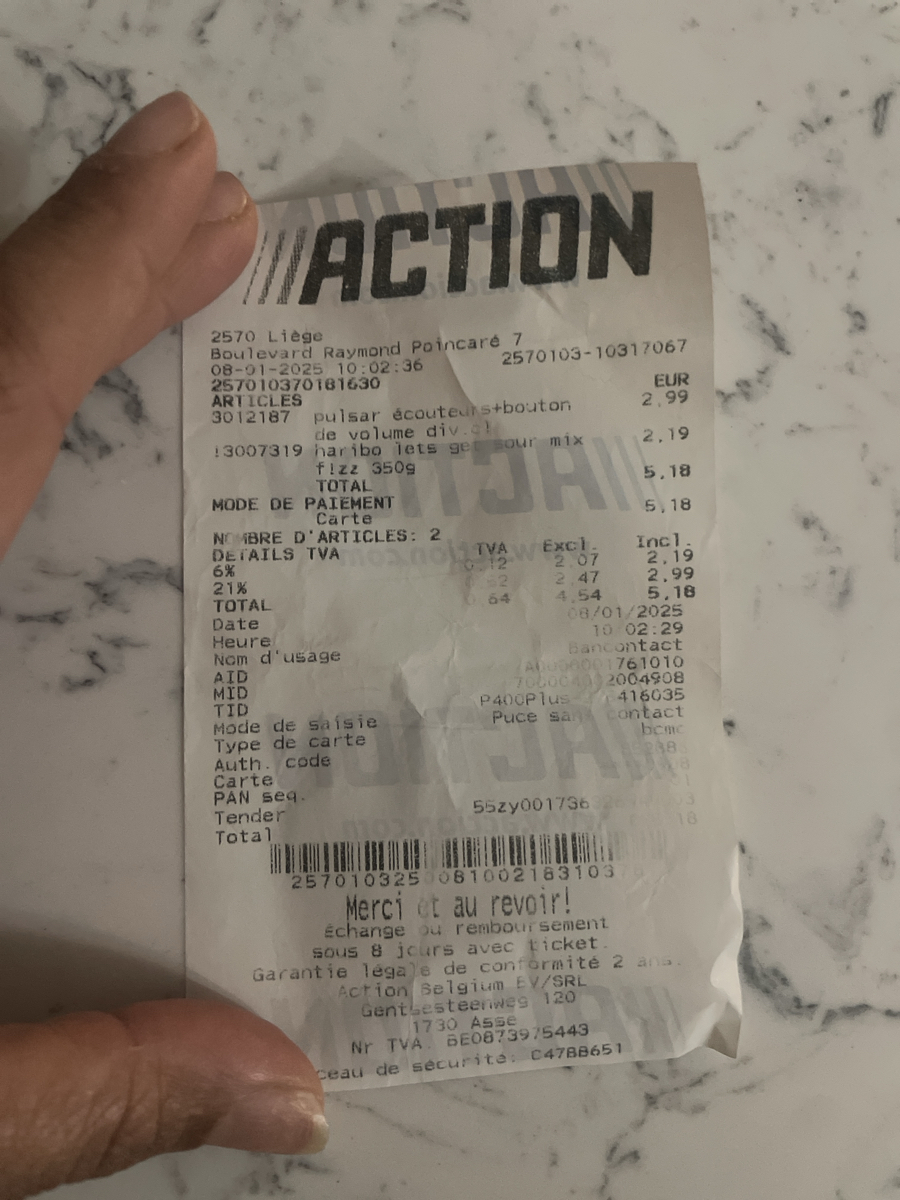 ACTION
2570 Liège
Boulevard Raymond Poincaré 7
08-01-2025 10:02:36 2570103-10317067
257010370181630
ARTICLES EUR
3012187 pulsar écouteurs+bouton 2,99
de volume
!3007319 haribo lets get sour mix 2,19
fizz 350g
TOTAL 5,18
MODE DE PAIEMENT
Carte 5,18
NOMBRE D'ARTICLES: 2
DETAILS TVA TVA Excl. Incl.
6% 0.12 2.07 2.19
21% 2.47 2.99
TOTAL 0.64 4.54 5.18
Date 08/01/2025
Heure 10:02:29
Nom d'usage Bancontact
AID
MID
TID P400Plus
Mode de saisie Puce sans contact
Type de carte bcmc
Auth. code
Carte
PAN seq.
Tender
Total
Merci et au revoir!
Échange ou remboursement
sous 8 jours avec ticket.
Garantie légale de conformité 2 ans.
Action Belgium BV/SRL
Gentsesteenweg 120
1730 Asse
Nr TVA. BE0873975443
ceau de sécurité: C47B8651